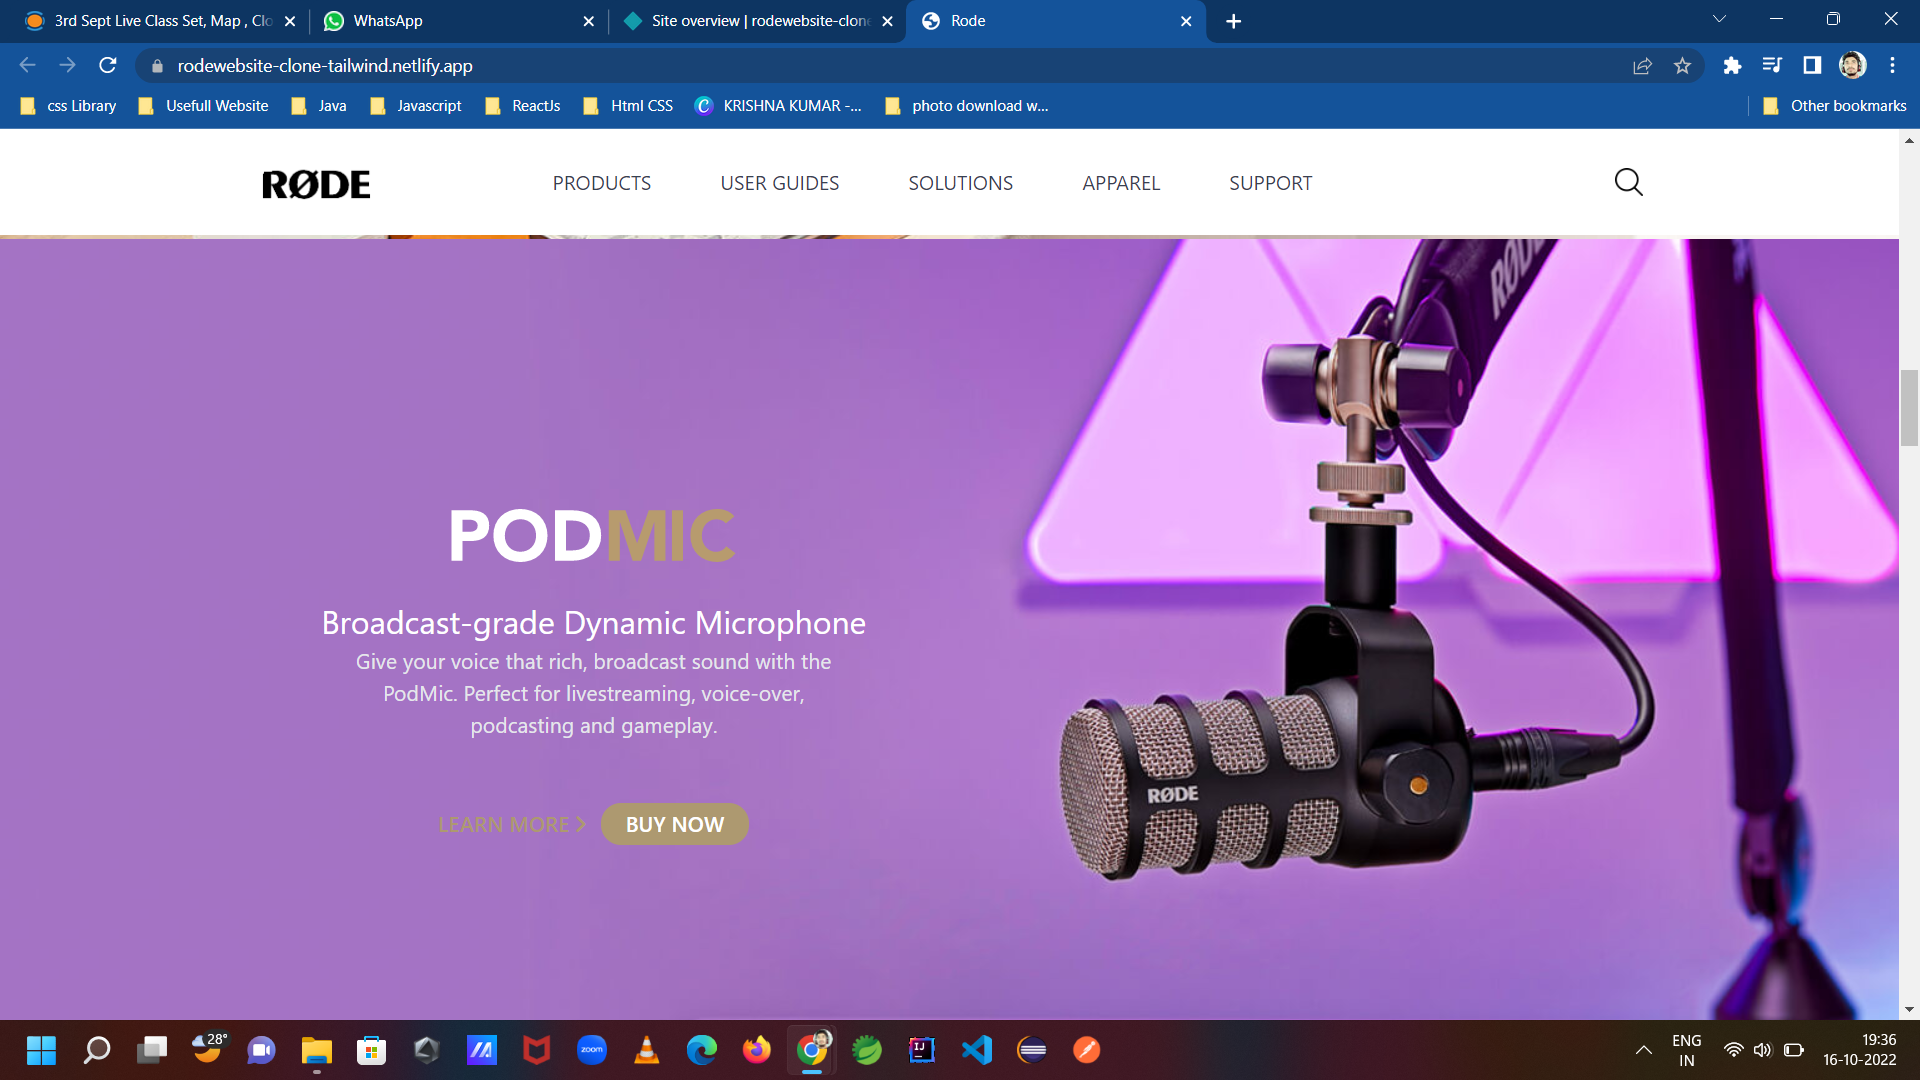 3rd Sept Live Class Set, Map , Clo
WhatsApp
Site overview | rodewebsite-clone
Rode
rodewebsite-clone-tailwind.netlify.app
css Library
Usefull Website
Java
Javascript
ReactJs
Html CSS
KRISHNA KUMAR -...
photo download w...
Other bookmarks
RØDE
PRODUCTS
USER GUIDES
SOLUTIONS
APPAREL
SUPPORT
RØDE
PODMIC
Broadcast-grade Dynamic Microphone
Give your voice that rich, broadcast sound with the
PodMic. Perfect for livestreaming, voice-over,
podcasting and gameplay.
RØDE
LEARN MORE
BUY NOW
28°
zoom
IJ
ENG
IN
19:36
16-10-2022